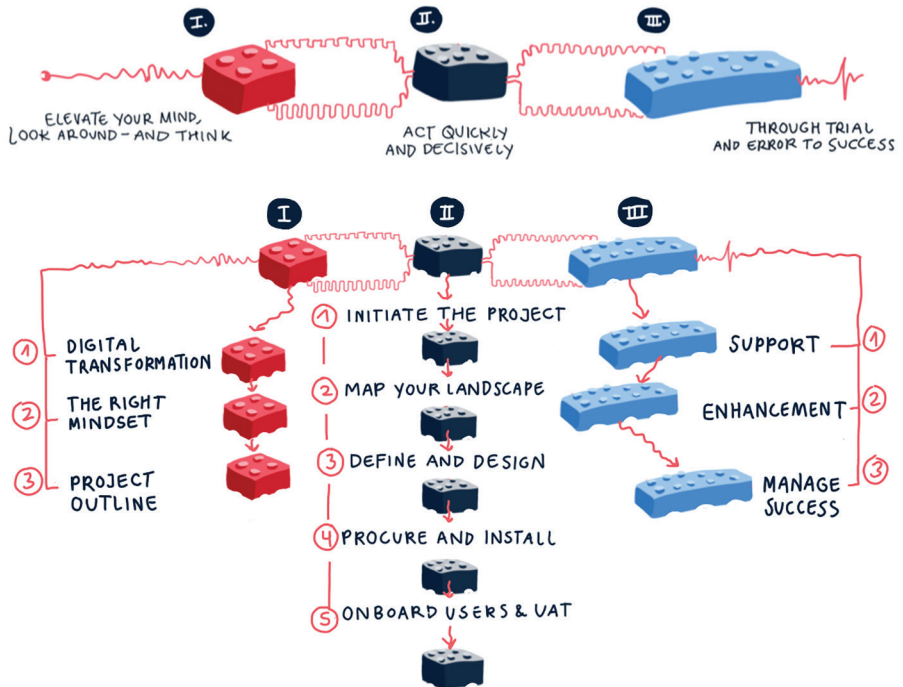 I.
II.
III.
ELEVATE YOUR MIND,
LOOK AROUND – AND THINK
ACT QUICKLY
AND DECISIVELY
THROUGH TRIAL
AND ERROR TO SUCCESS
I
II
III
1 DIGITAL
TRANSFORMATION
2 THE RIGHT
MINDSET
3 PROJECT
OUTLINE
1 INITIATE THE PROJECT
2 MAP YOUR LANDSCAPE
3 DEFINE AND DESIGN
4 PROCURE AND INSTALL
5 ONBOARD USERS & UAT
SUPPORT 1
ENHANCEMENT 2
MANAGE 3
SUCCESS